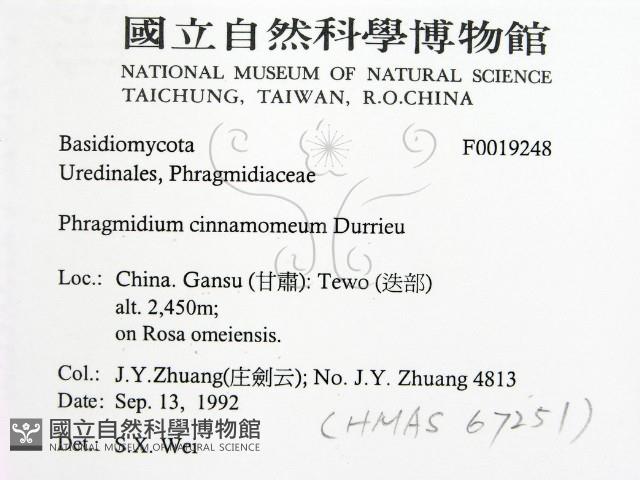 國立自然科學博物館
NATIONAL MUSEUM OF NATURAL SCIENCE
TAICHUNG, TAIWAN, R.O.CHINA
Basidiomycota F0019248
Uredinales, Phragmidiaceae
Phragmidium cinnamomeum Durrieu
Loc.: China. Gansu (甘肅): Tewo (迭部)
alt. 2,450m;
on Rosa omeiensis.
Col.: J.Y.Zhuang(庄劍云); No. J.Y. Zhuang 4813
Date: Sep. 13, 1992
(HMAS 67251)
Det.: S.X. Wei
國立自然科學博物館
NATIONAL MUSEUM OF NATURAL SCIENCE